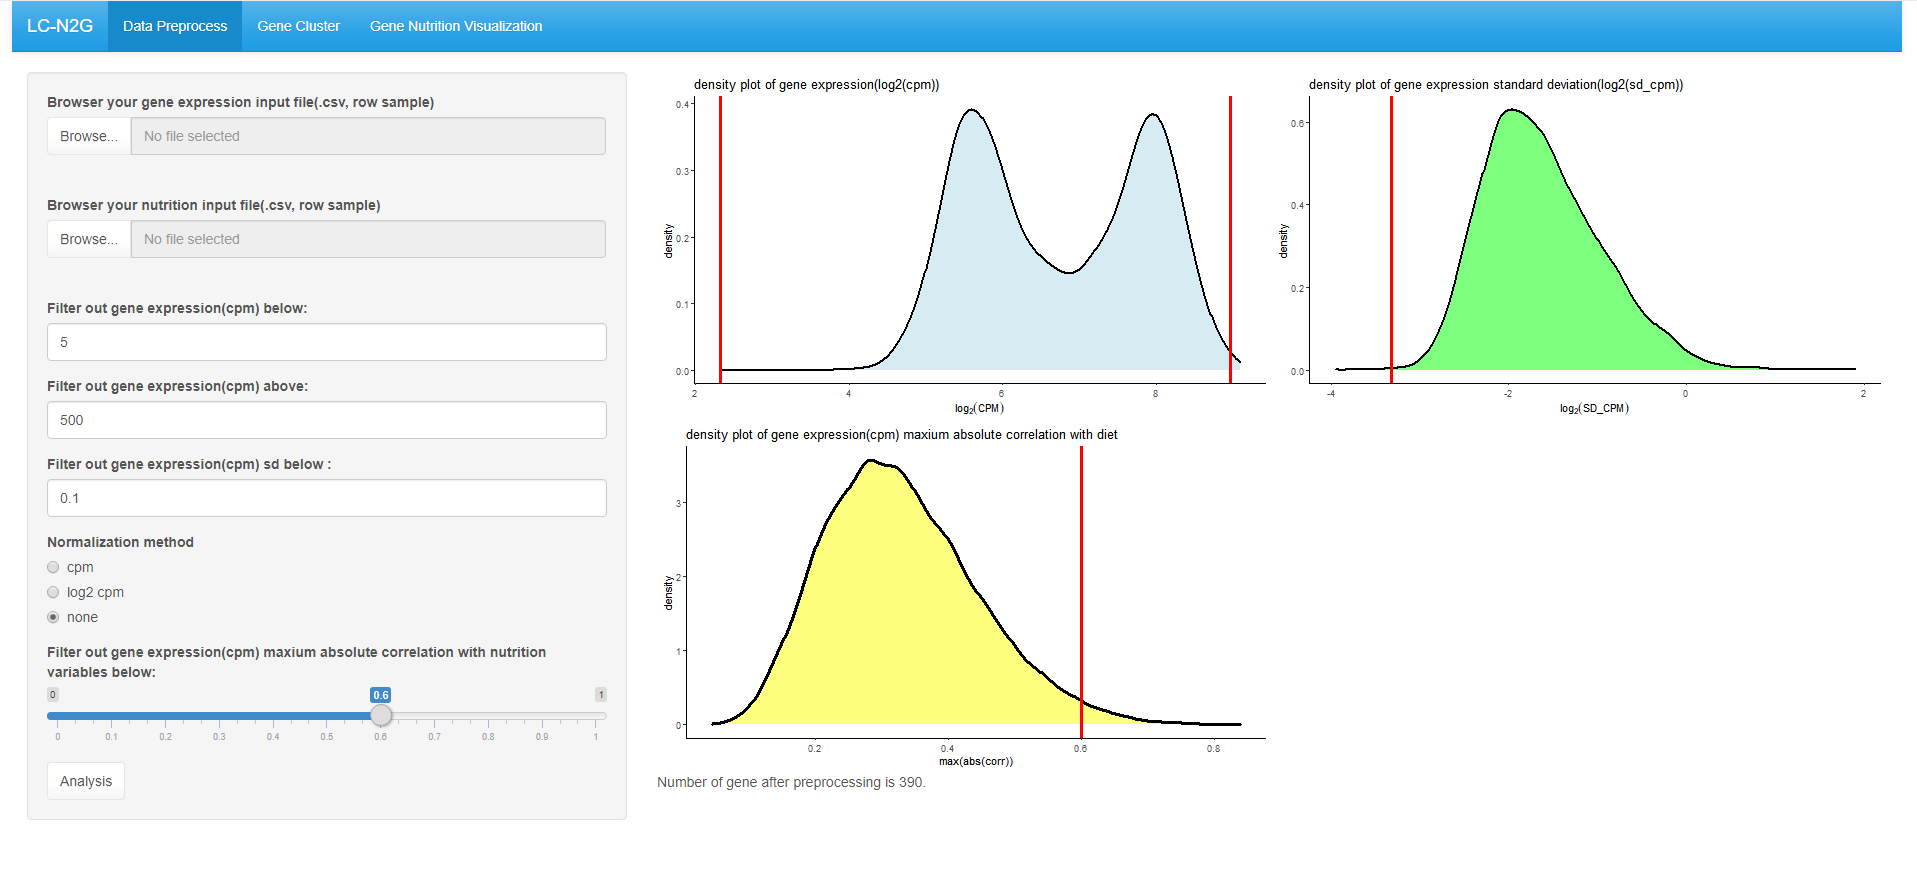 LC-N2G Data Preprocess Gene Cluster Gene Nutrition Visualization
Browser your gene expression input file(.csv, row sample)
Browse... No file selected
Browser your nutrition input file(.csv, row sample)
Browse... No file selected
Filter out gene expression(cpm) below:
5
Filter out gene expression(cpm) above:
500
Filter out gene expression(cpm) sd below :
0.1
Normalization method
cpm
log2 cpm
none
Filter out gene expression(cpm) maxium absolute correlation with nutrition
variables below:
0 0.6 1
0 0.1 0.2 0.3 0.4 0.5 0.6 0.7 0.8 0.9 1
Analysis
density plot of gene expression(log2(cpm))
density
0.4
0.3
0.2
0.1
0.0
2 4 6 8
log2(CPM)
density plot of gene expression standard deviation(log2(sd_cpm))
density
0.6
0.4
0.2
0.0
-4 -2 0 2
log2(SD_CPM)
density plot of gene expression(cpm) maxium absolute correlation with diet
density
3
2
1
0
0.2 0.4 0.6 0.8
max(abs(corr))
Number of gene after preprocessing is 390.